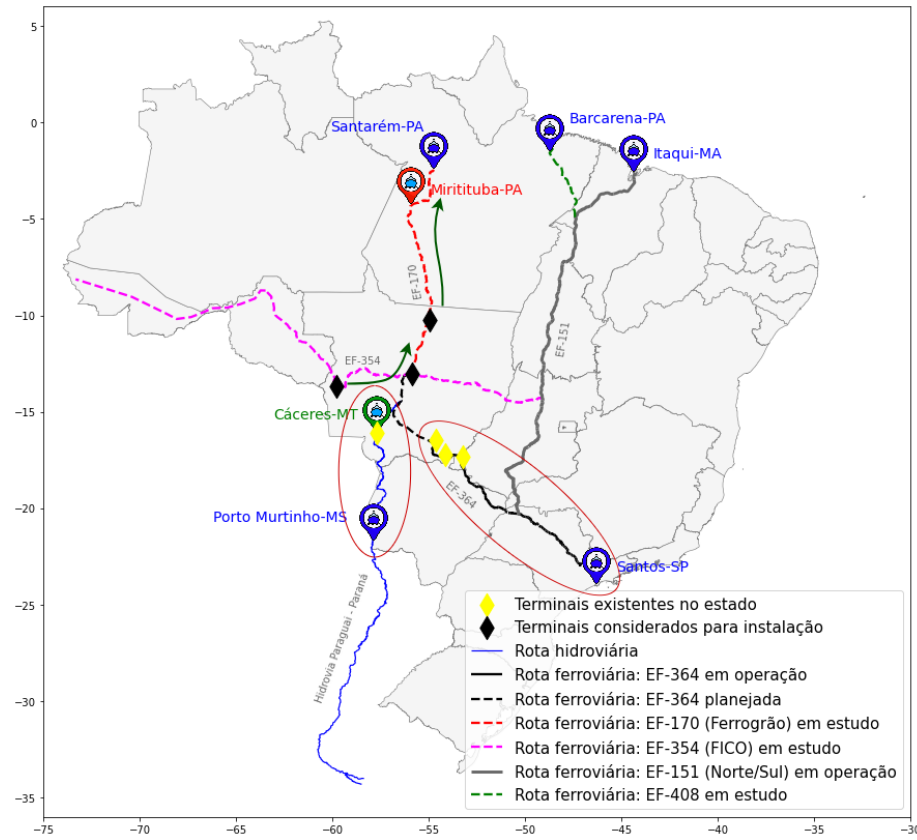 5
0
−5
−10
−15
−20
−25
−30
−35
−75
−70
−65
−60
−55
−50
−45
−40
−35
−30
Barcarena-PA
Santarém-PA
Itaqui-MA
Miritituba-PA
EF-170
EF-151
EF-354
Cáceres-MT
EF-364
Porto Murtinho-MS
Santos-SP
Hidrovia Paraguai - Paraná
Terminais existentes no estado
Terminais considerados para instalação
Rota hidroviária
Rota ferroviária: EF-364 em operação
Rota ferroviária: EF-364 planejada
Rota ferroviária: EF-170 (Ferrogrão) em estudo
Rota ferroviária: EF-354 (FICO) em estudo
Rota ferroviária: EF-151 (Norte/Sul) em operação
Rota ferroviária: EF-408 em estudo